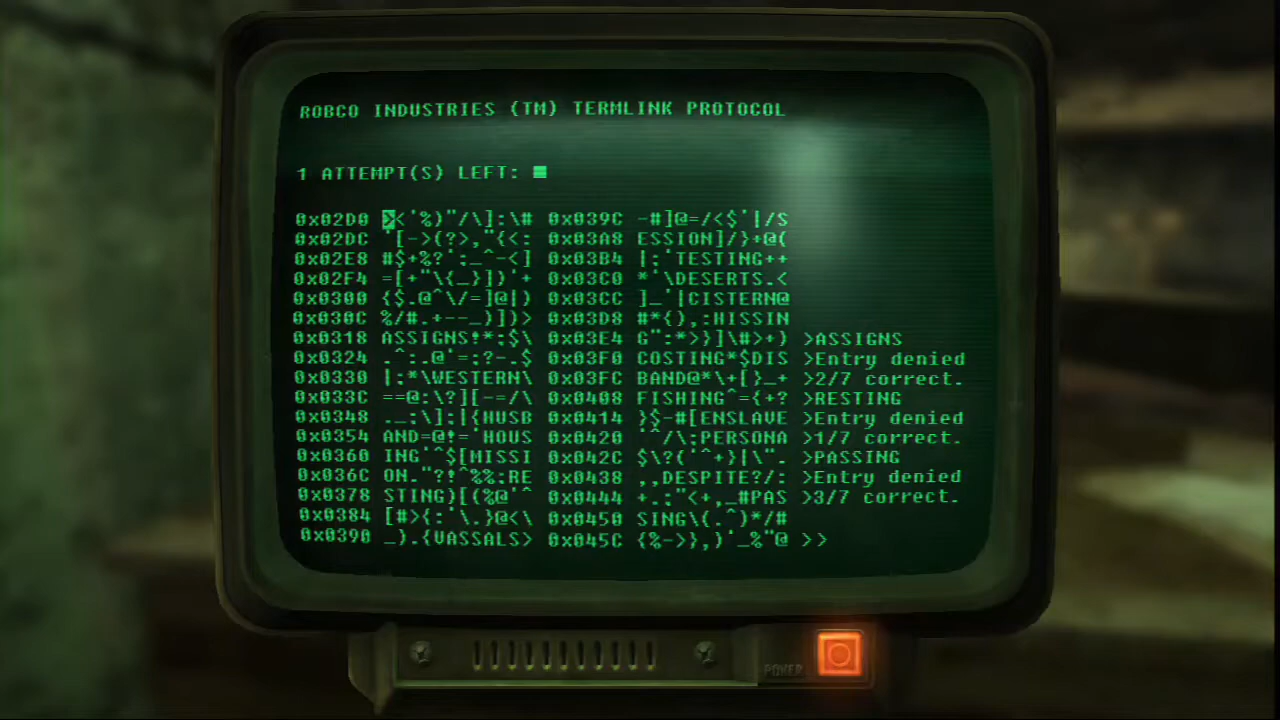 ROBCO INDUSTRIES (TM) TERMLINK PROTOCOL
1 ATTEMPT(S) LEFT:
0x02D0 ><'%)"/\]:\# 0x039C -#]@=/<$'|/S
0x02DC '[->(?>,"{<: 0x03A8 ESSION]/}+@(
0x02E8 #$+%?':_^-<] 0x03B4 |:'TESTING++
0x02F4 =[+"\{_}])'+ 0x03C0 *'\DESERTS.<
0x0300 {$.@^\/=]@|) 0x03CC ]_'|CISTERN@
0x030C %/#.+--_)])> 0x03D8 #*{},:HISSIN
0x0318 ASSIGNS!*:$\ 0x03E4 G":*>}]\#>+) >ASSIGNS
0x0324 .^:.@'=:?-.$ 0x03F0 COSTING*$DIS >Entry denied
0x0330 |:*\WESTERN\ 0x03FC BAND@*\+[}_+ >2/7 correct.
0x033C ==@:\?][-=/\ 0x0408 FISHING^={+? >RESTING
0x0348 ._:\]:|{HUSB 0x0414 }$-#[ENSLAVE >Entry denied
0x0354 AND=@!='HOUS 0x0420 '^/\:PERSONA >1/7 correct.
0x0360 ING'^$[MISSI 0x042C $\?('^+}|\". >PASSING
0x036C ON."?!^%%:RE 0x0438 ,,DESPITE?/: >Entry denied
0x0378 STING)[(%@'^ 0x0444 +.:"<+,_#PAS >3/7 correct.
0x0384 [#>{:'\.}@<\ 0x0450 SING\(.^)*/#
0x0390 _).{VASSALS> 0x045C {%->},)'_%"@ >>
POWER